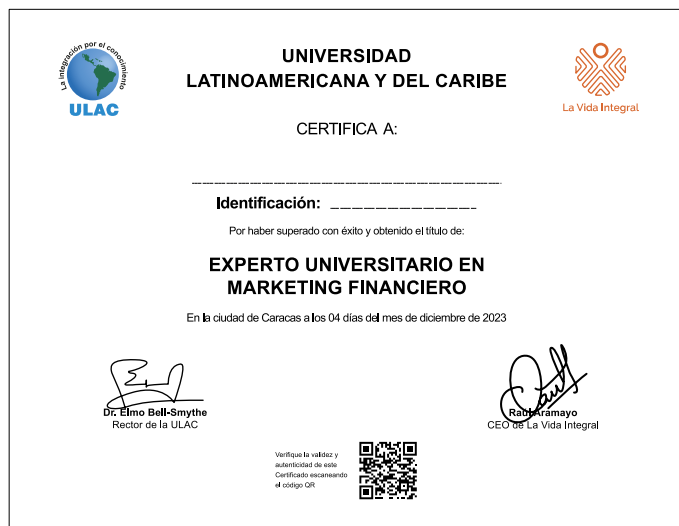 La integración por el conocimiento
ULAC
UNIVERSIDAD
LATINOAMERICANA Y DEL CARIBE
La Vida Integral
CERTIFICA A:
Identificación:
Por haber superado con éxito y obtenido el título de:
EXPERTO UNIVERSITARIO EN
MARKETING FINANCIERO
En la ciudad de Caracas a los 04 días del mes de diciembre de 2023
Dr. Elmo Bell-Smythe
Rector de la ULAC
Raúl Aramayo
CEO de La Vida Integral
Verifique la validez y
autenticidad de este
Certificado escaneando
el código QR